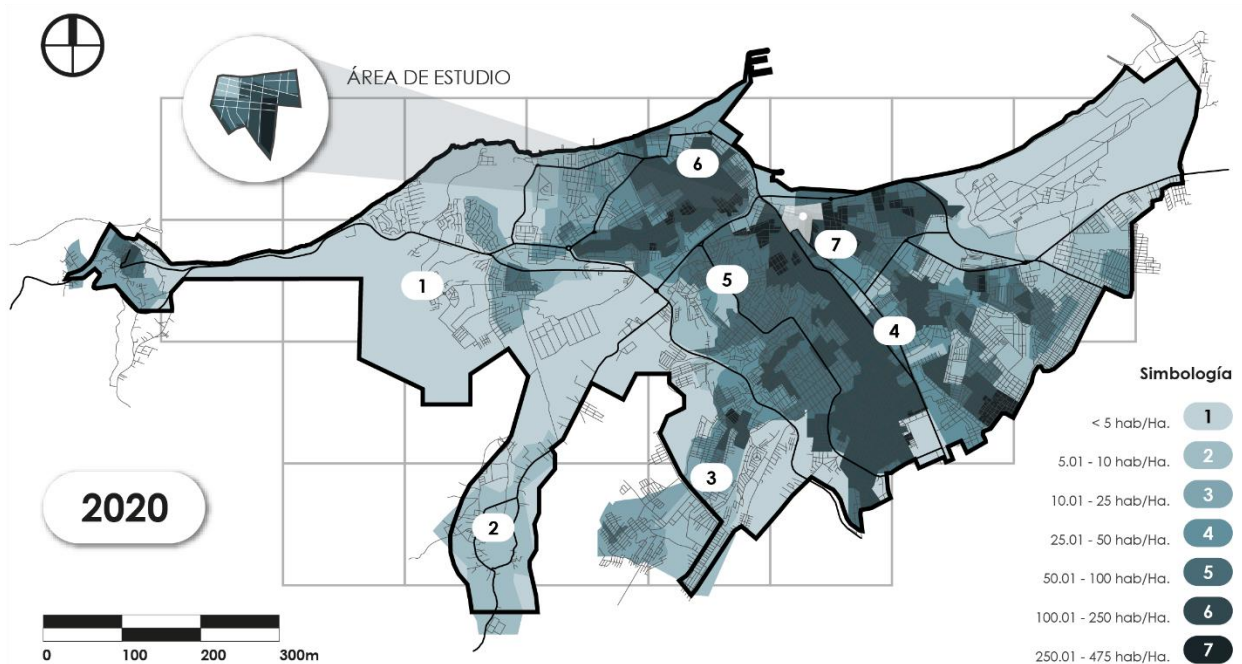 ÁREA DE ESTUDIO
6
7
1
5
4
3
2
2020
0 100 200 300m
Simbología
< 5 hab/Ha. 1
5.01 - 10 hab/Ha. 2
10.01 - 25 hab/Ha. 3
25.01 - 50 hab/Ha. 4
50.01 - 100 hab/Ha. 5
100.01 - 250 hab/Ha. 6
250.01 - 475 hab/Ha. 7